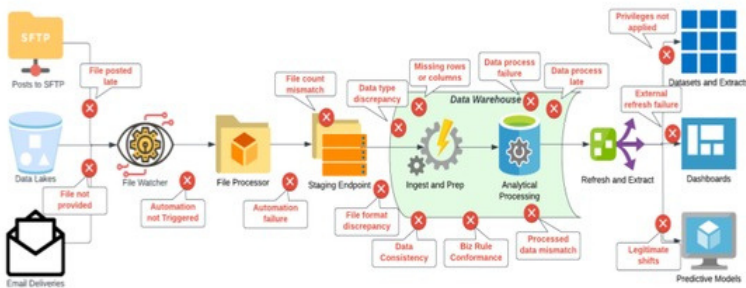 SFTP
Posts to SFTP
File posted
late
Data Lakes
File not
provided
Email Deliveries
File Watcher
Automation
not Triggered
File Processor
Automation
failure
File count
mismatch
Staging Endpoint
File format
discrepancy
Data type
discrepancy
Missing rows
or columns
Data Warehouse
Data process
failure
Data process
late
Ingest and Prep
Analytical
Processing
Data
Consistency
Biz Rule
Conformance
Processed
data mismatch
Refresh and Extract
Privileges not
applied
Datasets and Extracts
External
refresh failure
Dashboards
Legitimate
shifts
Predictive Models